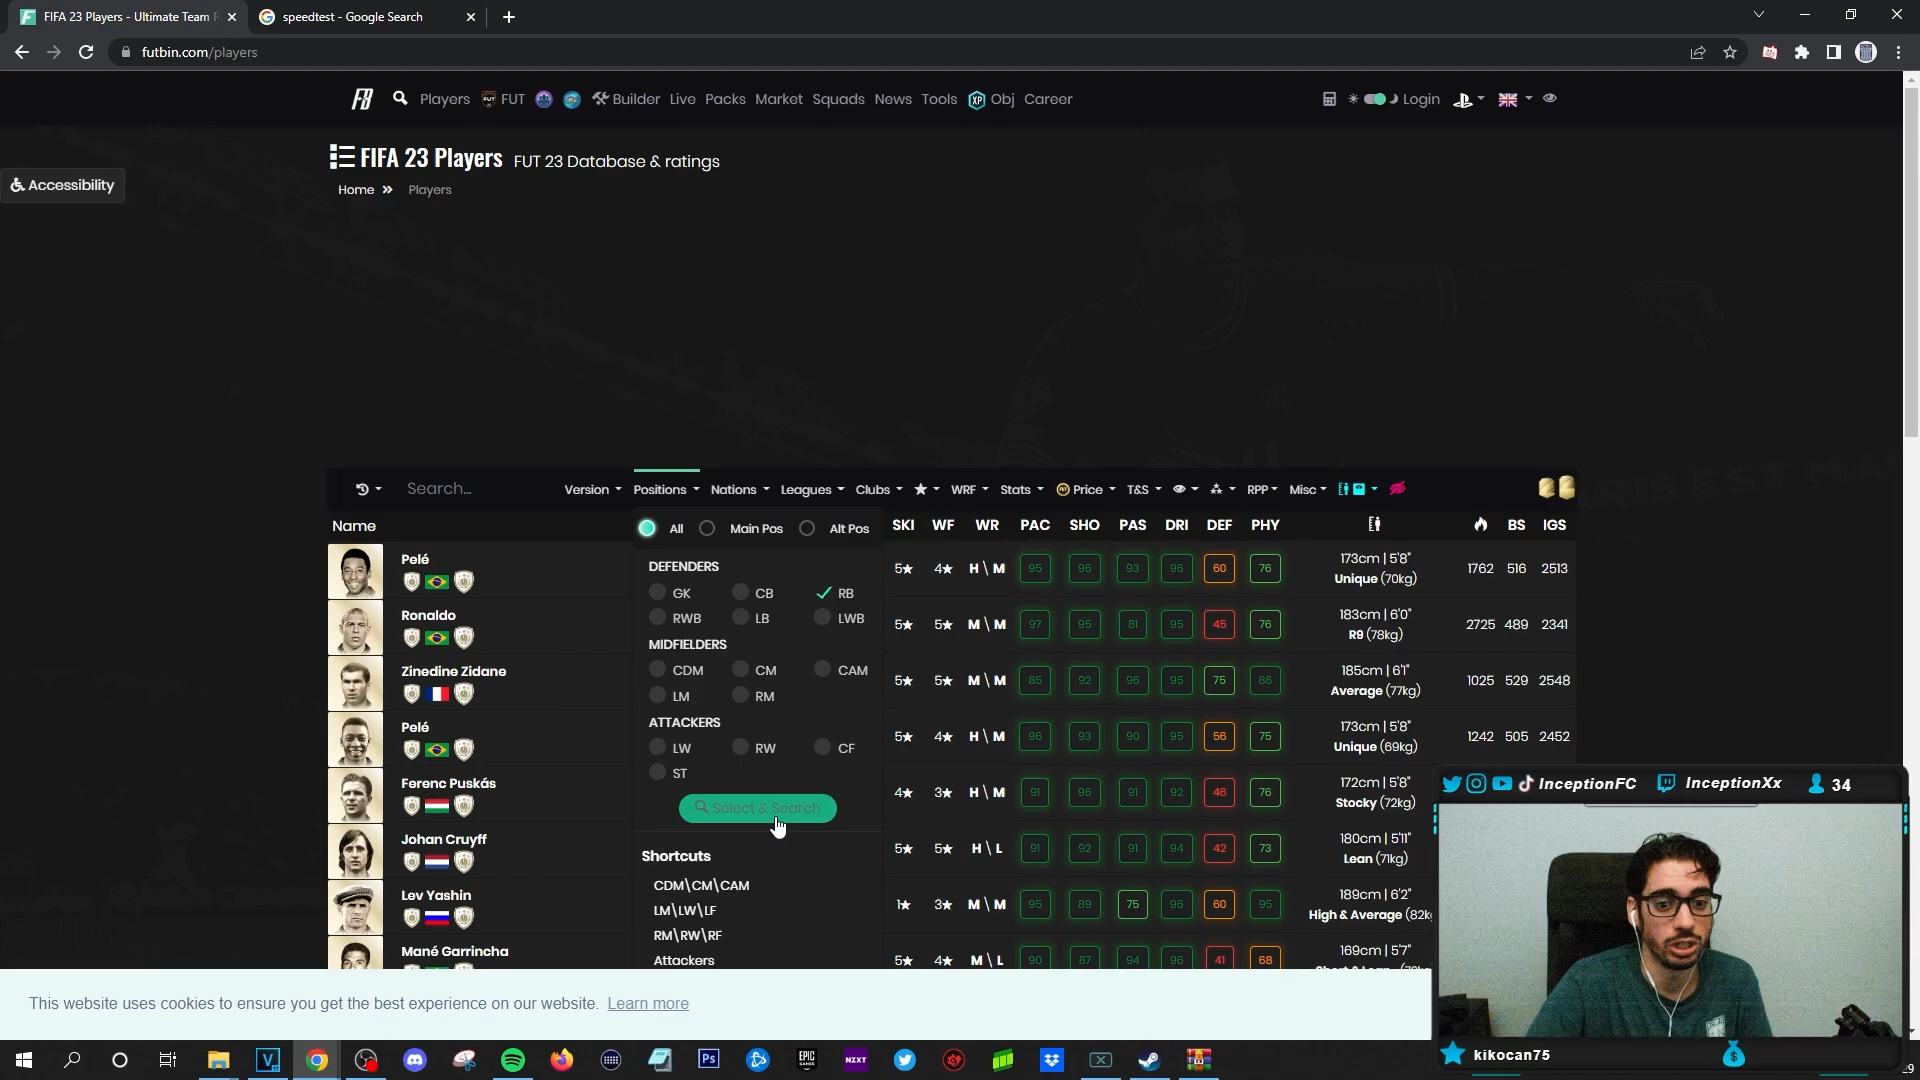 FIFA 23 Players - Ultimate Team
speedtest - Google Search
futbin.com/players
Players FUT Builder Live Packs Market Squads News Tools XP Obj Career
Login
FIFA 23 Players FUT 23 Database & ratings
Accessibility
Home » Players
Search...
Version Positions Nations Leagues Clubs ★ WRF Stats Price T&S RPP Misc
Name
All Main Pos Alt Pos
SKI WF WR PAC SHO PAS DRI DEF PHY BS IGS
DEFENDERS
GK CB RB
RWB LB LWB
MIDFIELDERS
CDM CM CAM
LM RM
ATTACKERS
LW RW CF
ST
Select & Search
Shortcuts
CDM\CM\CAM
LM\LW\LF
RM\RW\RF
Attackers
Pelé
5★ 4★ H \ M 95 96 93 96 60 76 173cm | 5'8" 1762 516 2513
Unique (70kg)
Ronaldo
5★ 5★ M \ M 97 95 81 95 45 76 183cm | 6'0" 2725 489 2341
R9 (78kg)
Zinedine Zidane
5★ 5★ M \ M 85 92 96 95 75 86 185cm | 6'1" 1025 529 2548
Average (77kg)
Pelé
5★ 4★ H \ M 96 93 90 95 56 75 173cm | 5'8" 1242 505 2452
Unique (69kg)
Ferenc Puskás
4★ 3★ H \ M 91 96 91 92 46 76 172cm | 5'8"
Stocky (72kg)
Johan Cruyff
5★ 5★ H \ L 91 92 91 94 42 73 180cm | 5'11"
Lean (71kg)
Lev Yashin
1★ 3★ M \ M 95 89 75 96 60 95 189cm | 6'2"
High & Average (82k
Mané Garrincha
5★ 4★ M \ L 90 87 94 96 41 68 169cm | 5'7"
InceptionFC InceptionXx 34
kikocan75
This website uses cookies to ensure you get the best experience on our website. Learn more
Ps
EPIC GAMES
NZXT